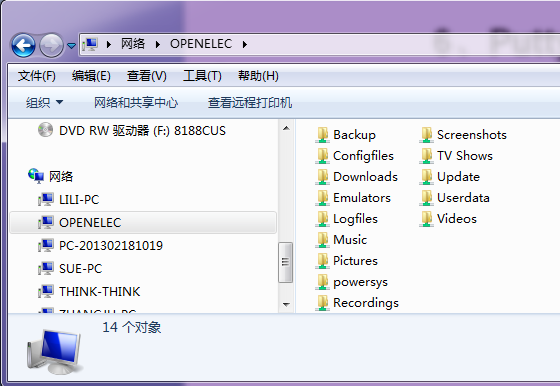 6、Putt
网络 OPENELEC
文件(F) 编辑(E) 查看(V) 工具(T) 帮助(H)
组织 网络和共享中心 查看远程打印机
DVD RW 驱动器 (F:) 8188CUS
网络
LILI-PC
OPENELEC
PC-201302181019
SUE-PC
THINK-THINK
Backup
Configfiles
Downloads
Emulators
Logfiles
Music
Pictures
powersys
Recordings
Screenshots
TV Shows
Update
Userdata
Videos
14 个对象